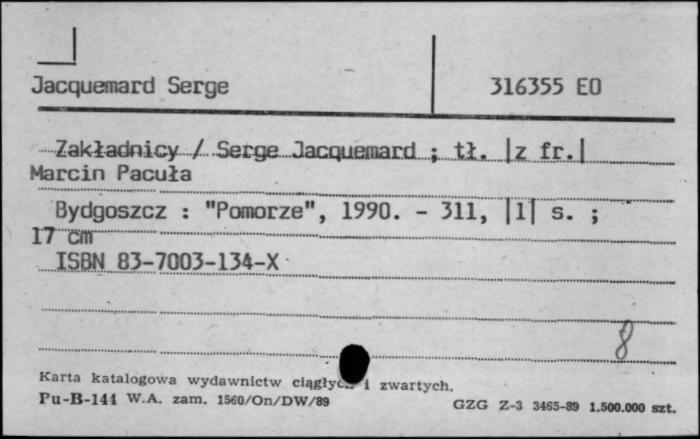 Jacquemard Serge 316355 EO
Zakładnicy / Serge Jacquemard ; tł. |z fr.|
Marcin Pacuła
Bydgoszcz : "Pomorze", 1990. - 311, |1| s. ;
17 cm
ISBN 83-7003-134-X
8
Karta katalogowa wydawnictw i zwartych.
Pu-B-144 W.A. zam. 1560/On/DW/89 GZG Z-3 3465-89 1.500.000 szt.